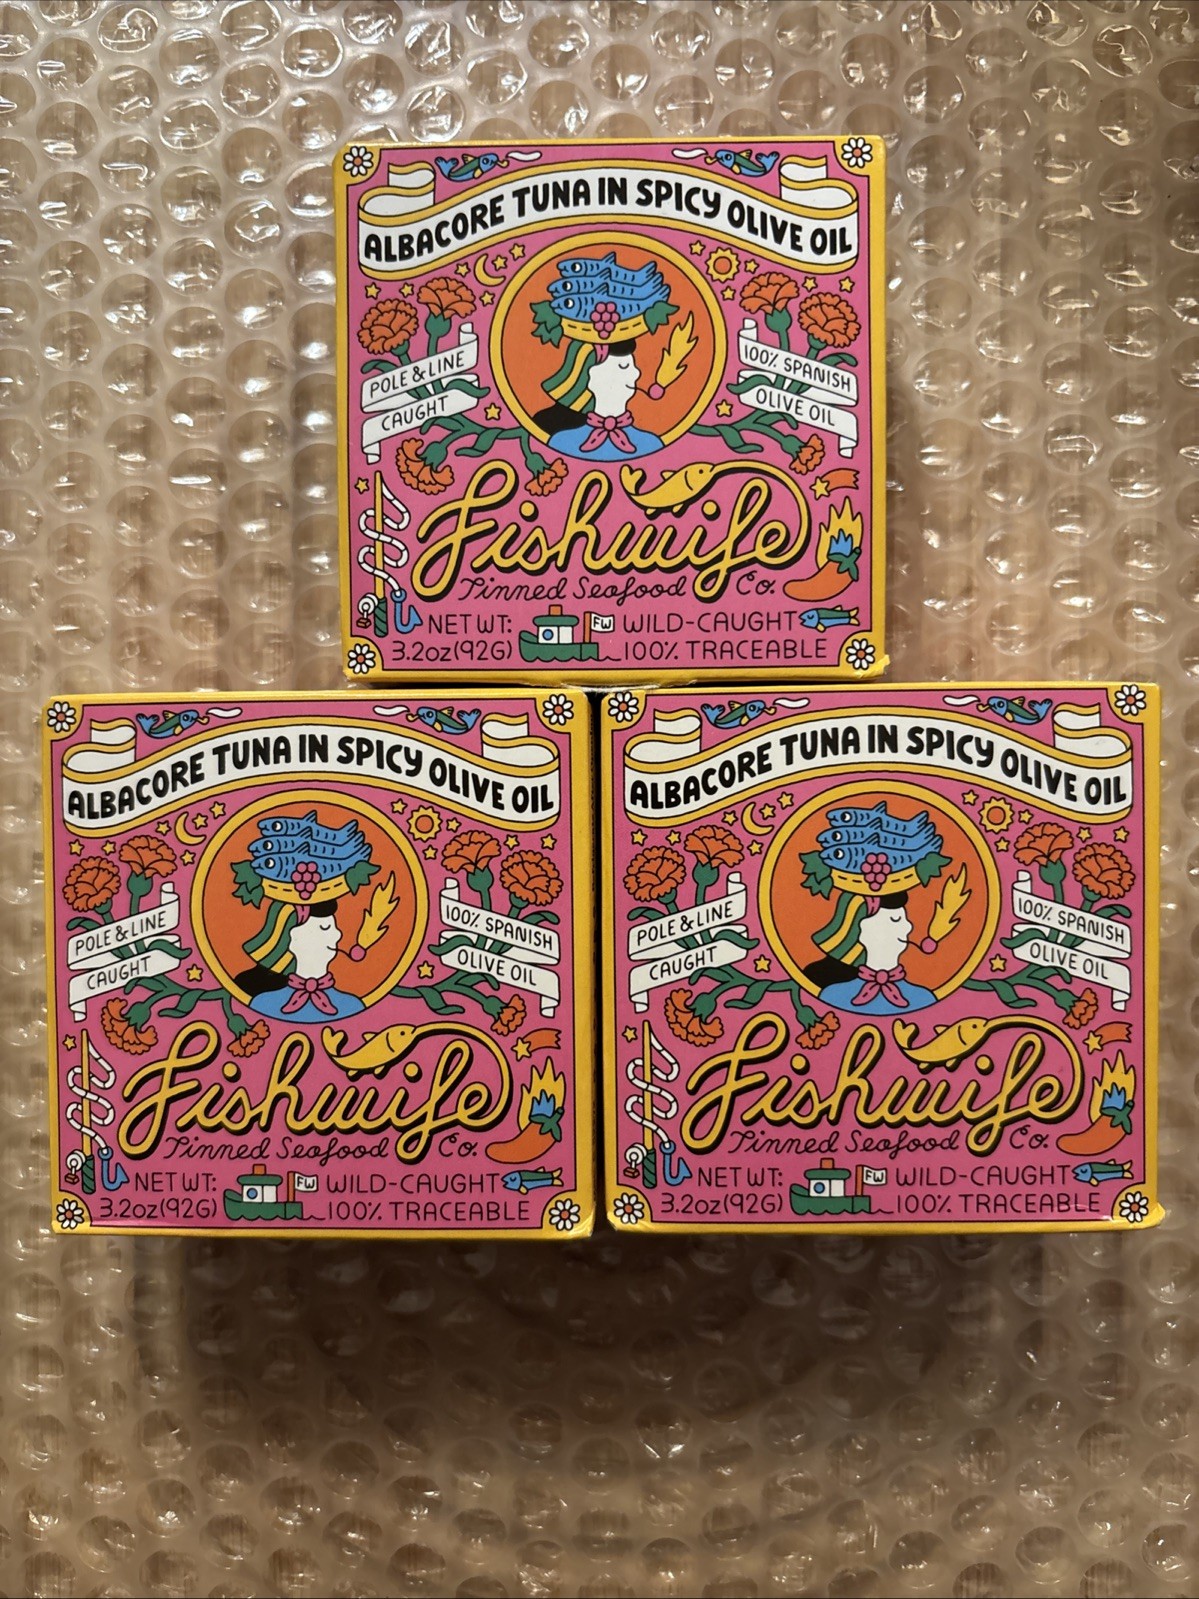 ALBACORE TUNA IN SPICY OLIVE OIL
POLE & LINE
CAUGHT
100% SPANISH
OLIVE OIL
Fishwife
Tinned Seafood Co.
NET WT:
3.2oz(92G)
FW
WILD-CAUGHT
100% TRACEABLE
ALBACORE TUNA IN SPICY OLIVE OIL
POLE & LINE
CAUGHT
100% SPANISH
OLIVE OIL
Fishwife
Tinned Seafood Co.
NET WT:
3.2oz(92G)
FW
WILD-CAUGHT
100% TRACEABLE
ALBACORE TUNA IN SPICY OLIVE OIL
POLE & LINE
CAUGHT
100% SPANISH
OLIVE OIL
Fishwife
Tinned Seafood Co.
NET WT:
3.2oz(92G)
FW
WILD-CAUGHT
100% TRACEABLE